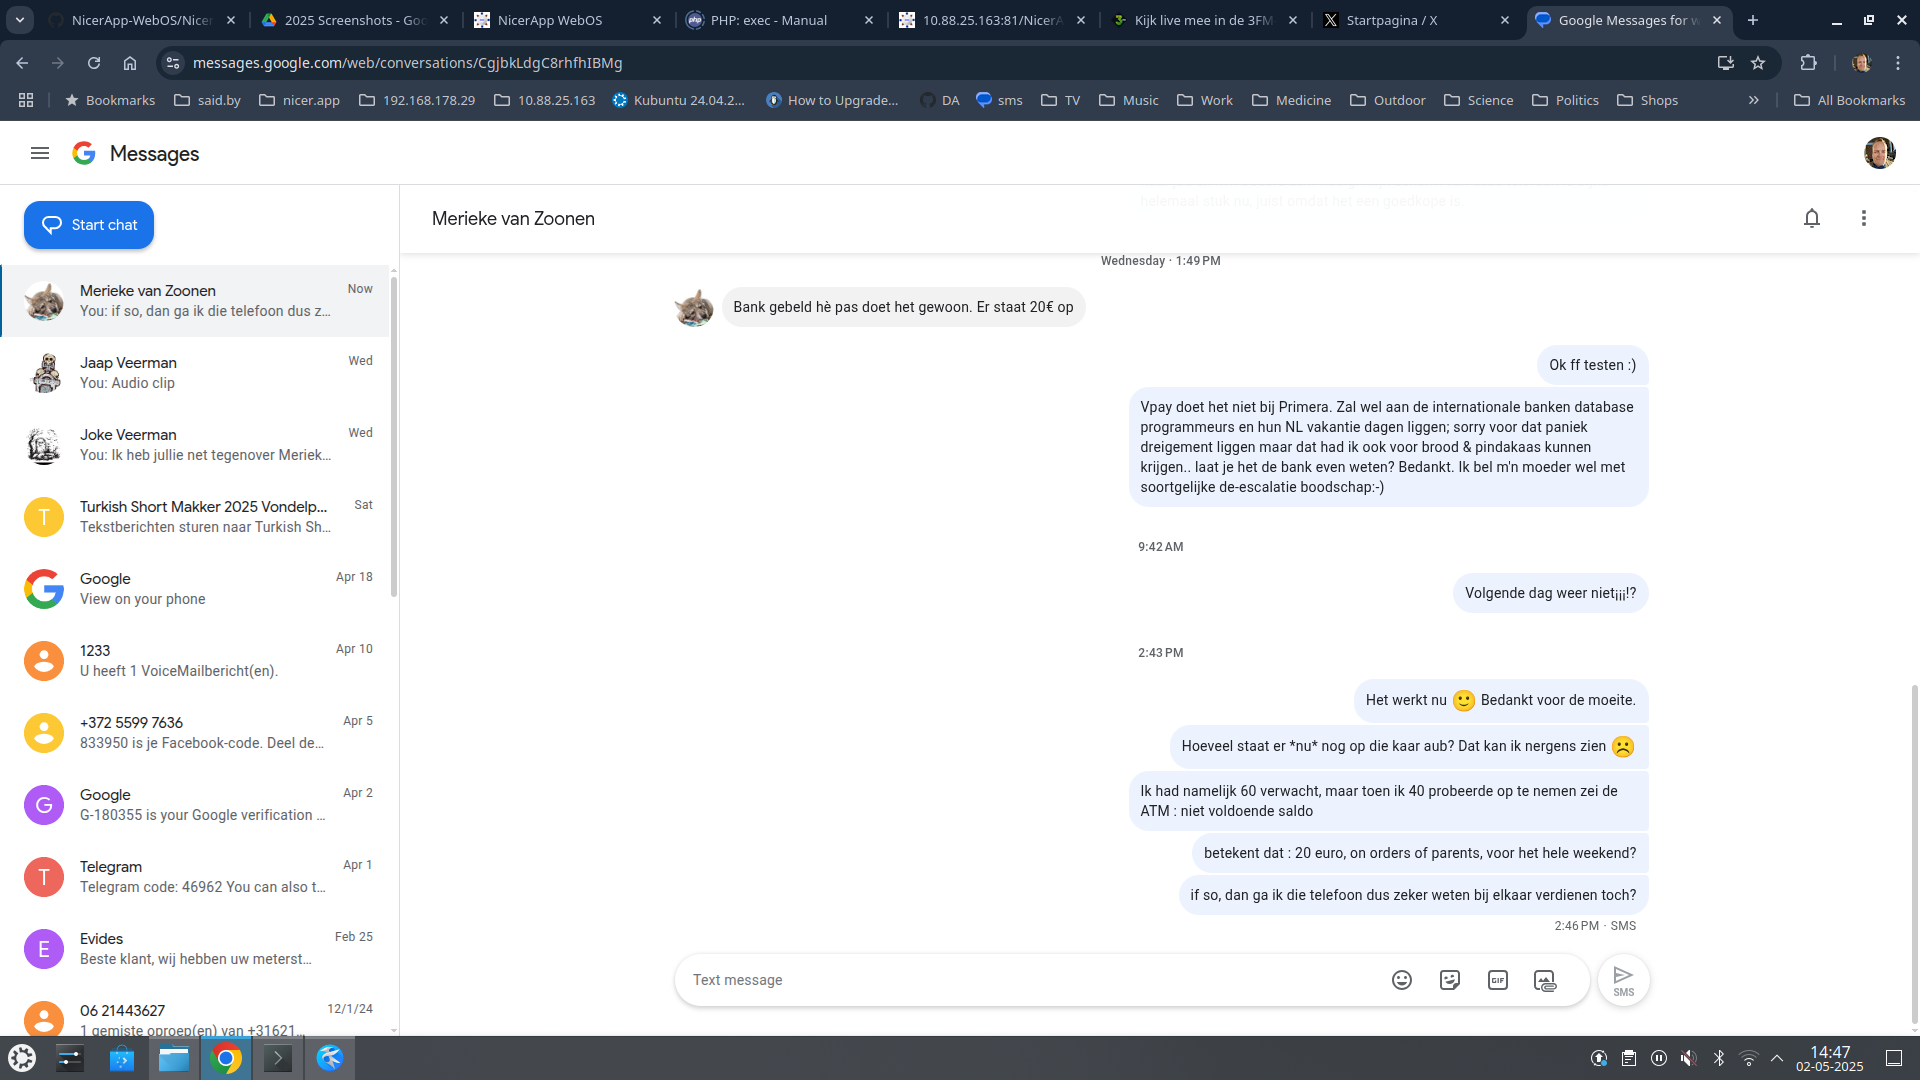 NicerApp-WebOS/Nicer
2025 Screenshots - Goo
NicerApp WebOS
PHP: exec - Manual
10.88.25.163:81/NicerA
Kijk live mee in de 3FM
Startpagina / X
Google Messages for w
messages.google.com/web/conversations/CgjbkLdgC8rhfhIBMg
Bookmarks
said.by
nicer.app
192.168.178.29
10.88.25.163
Kubuntu 24.04.2...
How to Upgrade...
DA
sms
TV
Music
Work
Medicine
Outdoor
Science
Politics
Shops
All Bookmarks
Messages
Start chat
Merieke van Zoonen
Now
You: if so, dan ga ik die telefoon dus z...
Jaap Veerman
Wed
You: Audio clip
Joke Veerman
Wed
You: Ik heb jullie net tegenover Meriek...
T
Turkish Short Makker 2025 Vondelp...
Sat
Tekstberichten sturen naar Turkish Sh...
Google
Apr 18
View on your phone
1233
Apr 10
U heeft 1 VoiceMailbericht(en).
+372 5599 7636
Apr 5
833950 is je Facebook-code. Deel de...
G
Google
Apr 2
G-180355 is your Google verification ...
T
Telegram
Apr 1
Telegram code: 46962 You can also t...
E
Evides
Feb 25
Beste klant, wij hebben uw meterst...
06 21443627
12/1/24
1 gemiste oproep(en) van +31621...
Merieke van Zoonen
helemaal stuk nu, juist omdat het een goedkope is.
Wednesday · 1:49 PM
Bank gebeld hè pas doet het gewoon. Er staat 20€ op
Ok ff testen :)
Vpay doet het niet bij Primera. Zal wel aan de internationale banken database
programmeurs en hun NL vakantie dagen liggen; sorry voor dat paniek
dreigement liggen maar dat had ik ook voor brood & pindakaas kunnen
krijgen.. laat je het de bank even weten? Bedankt. Ik bel m'n moeder wel met
soortgelijke de-escalatie boodschap:-)
9:42 AM
Volgende dag weer niet¡¡¡!?
2:43 PM
Het werkt nu 🙂 Bedankt voor de moeite.
Hoeveel staat er *nu* nog op die kaar aub? Dat kan ik nergens zien ☹️
Ik had namelijk 60 verwacht, maar toen ik 40 probeerde op te nemen zei de
ATM : niet voldoende saldo
betekent dat : 20 euro, on orders of parents, voor het hele weekend?
if so, dan ga ik die telefoon dus zeker weten bij elkaar verdienen toch?
2:46 PM · SMS
Text message
GIF
SMS
14:47
02-05-2025